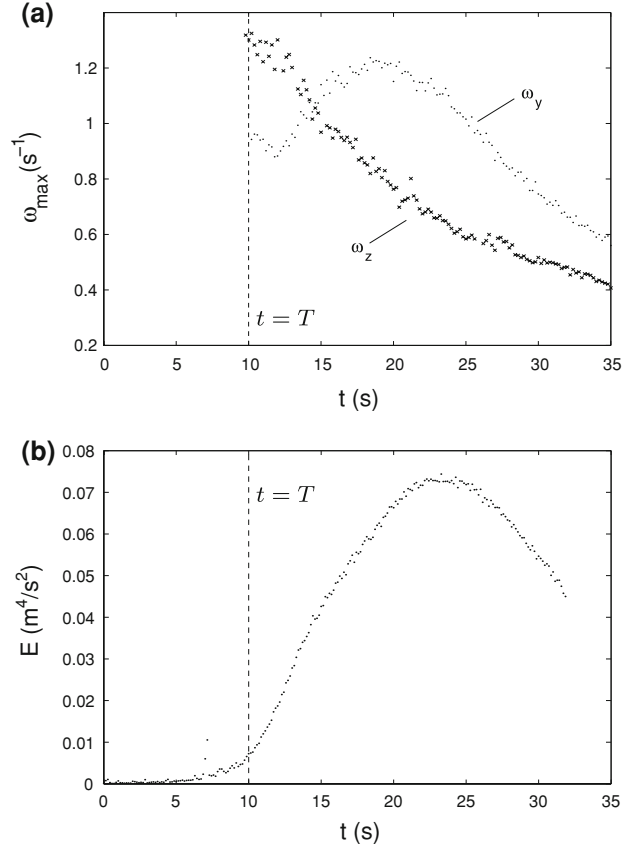 (a)
ω_max (s⁻¹)
1.2
1
0.8
0.6
0.4
0.2
ω_y
ω_z
t = T
0 5 10 15 20 25 30 35
t (s)
(b)
E (m⁴/s²)
0.08
0.07
0.06
0.05
0.04
0.03
0.02
0.01
0
t = T
0 5 10 15 20 25 30 35
t (s)